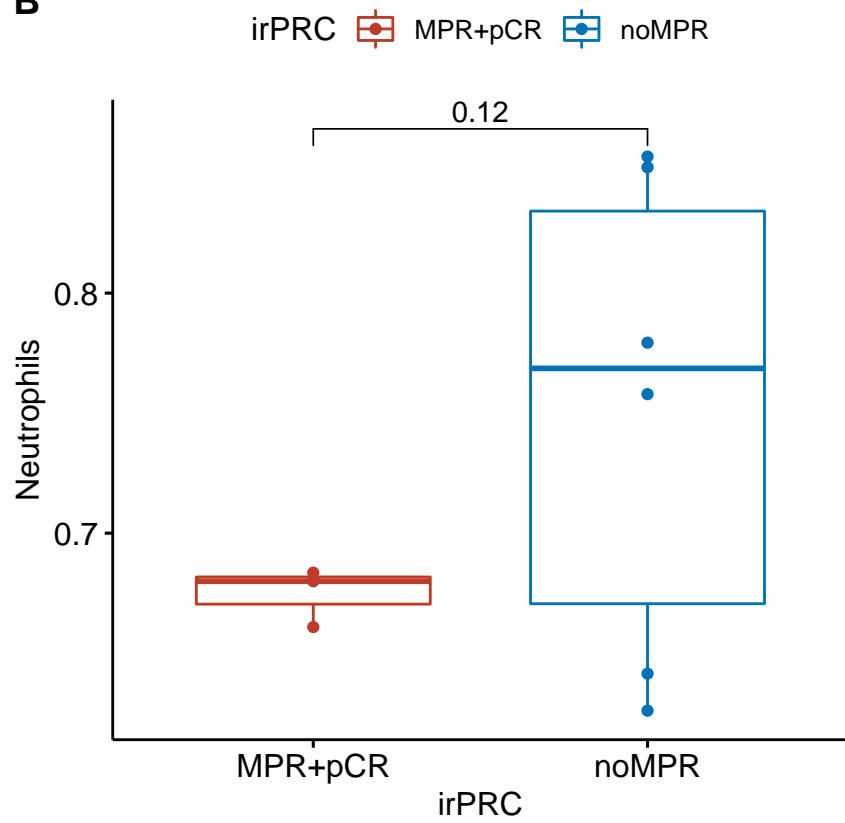 B
irPRC MPR+pCR noMPR
0.12
0.8
0.7
Neutrophils
MPR+pCR noMPR
irPRC